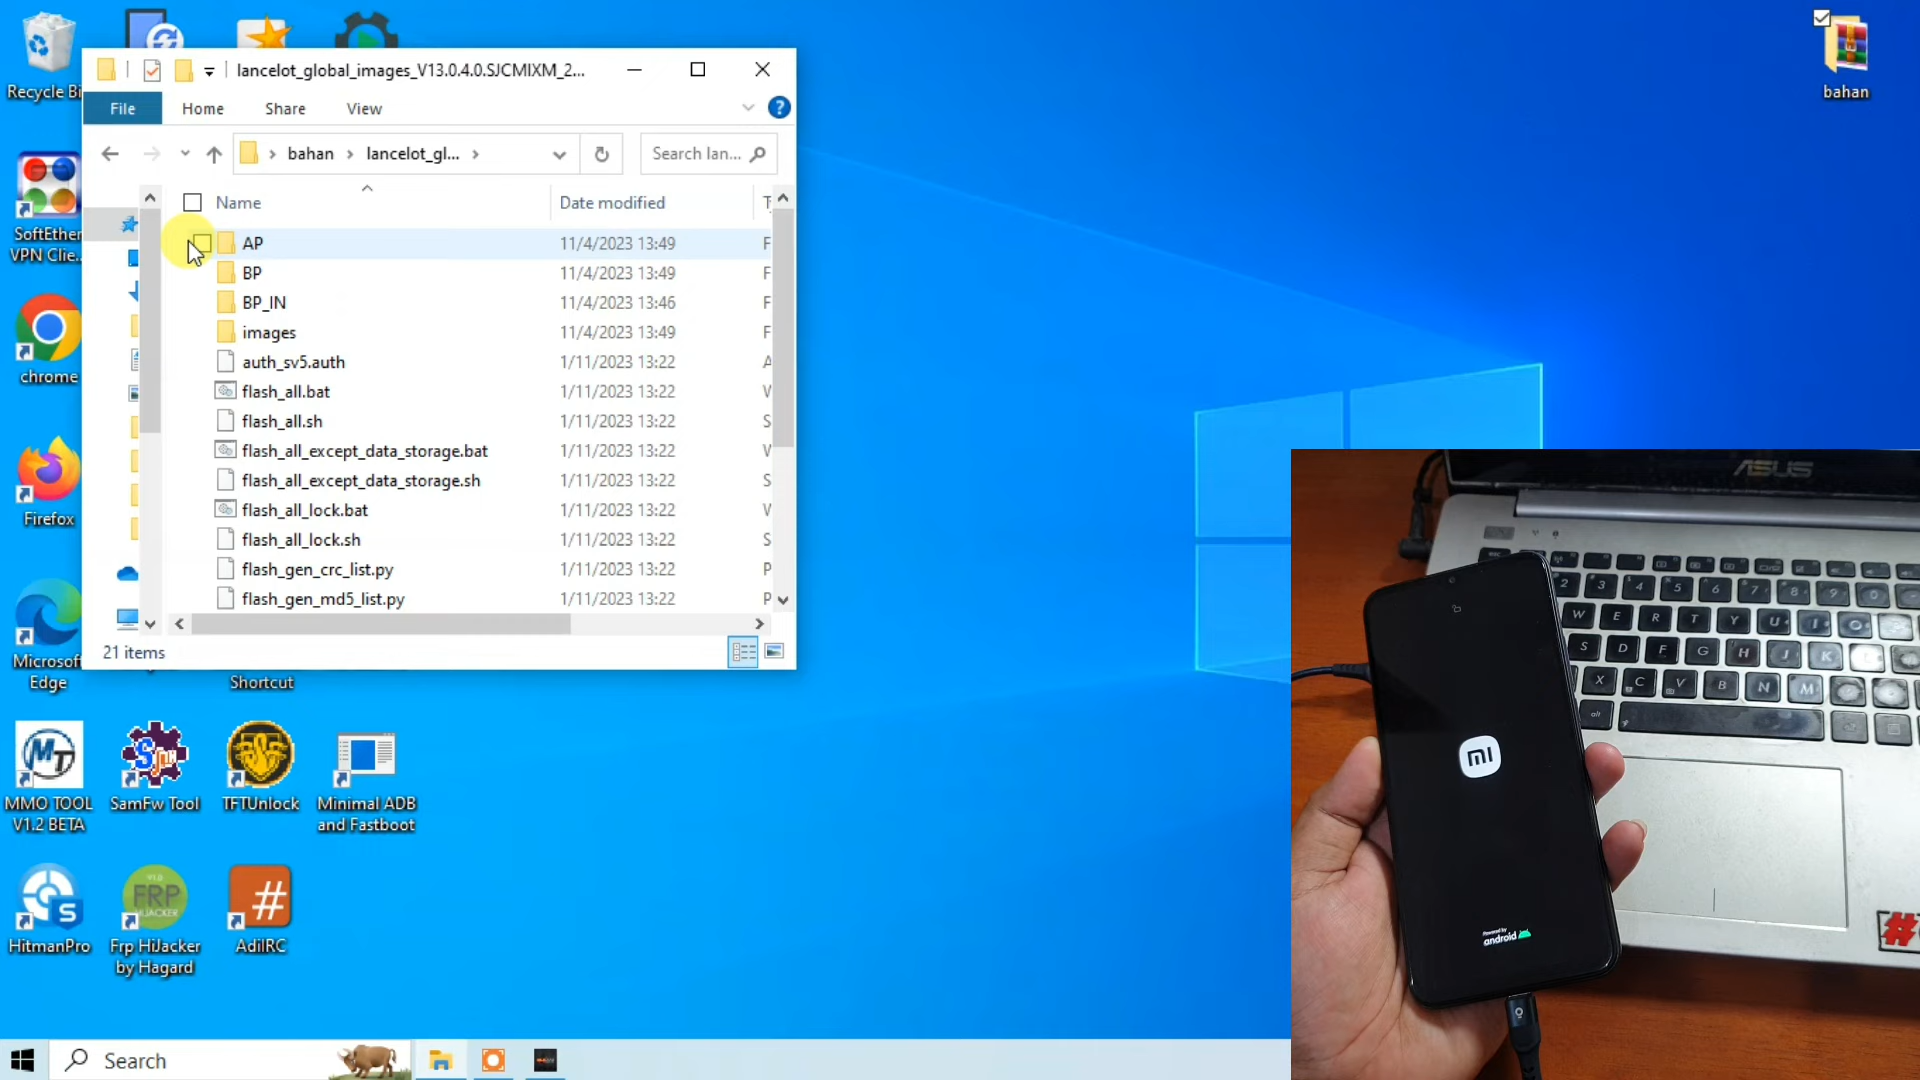 Recycle Bi
bahan
lancelot_global_images_V13.0.4.0.SJCMIXM_2...
File
Home
Share
View
bahan
lancelot_gl...
Search lan...
Name
Date modified
AP
11/4/2023 13:49
F
BP
11/4/2023 13:49
F
BP_IN
11/4/2023 13:46
F
images
11/4/2023 13:49
F
auth_sv5.auth
1/11/2023 13:22
A
flash_all.bat
1/11/2023 13:22
flash_all.sh
1/11/2023 13:22
S
flash_all_except_data_storage.bat
1/11/2023 13:22
flash_all_except_data_storage.sh
1/11/2023 13:22
S
flash_all_lock.bat
1/11/2023 13:22
flash_all_lock.sh
1/11/2023 13:22
S
flash_gen_crc_list.py
1/11/2023 13:22
P
flash_gen_md5_list.py
1/11/2023 13:22
P
21 items
SoftEther
VPN Clie...
chrome
Firefox
Microsoft
Edge
Shortcut
MMO TOOL
V1.2 BETA
SamFw Tool
TFTUnlock
Minimal ADB
and Fastboot
HitmanPro
FRP
HIJACKER
Frp HiJacker
by Hagard
#
AdiIRC
Search
ASUS
MI
Powered by
android